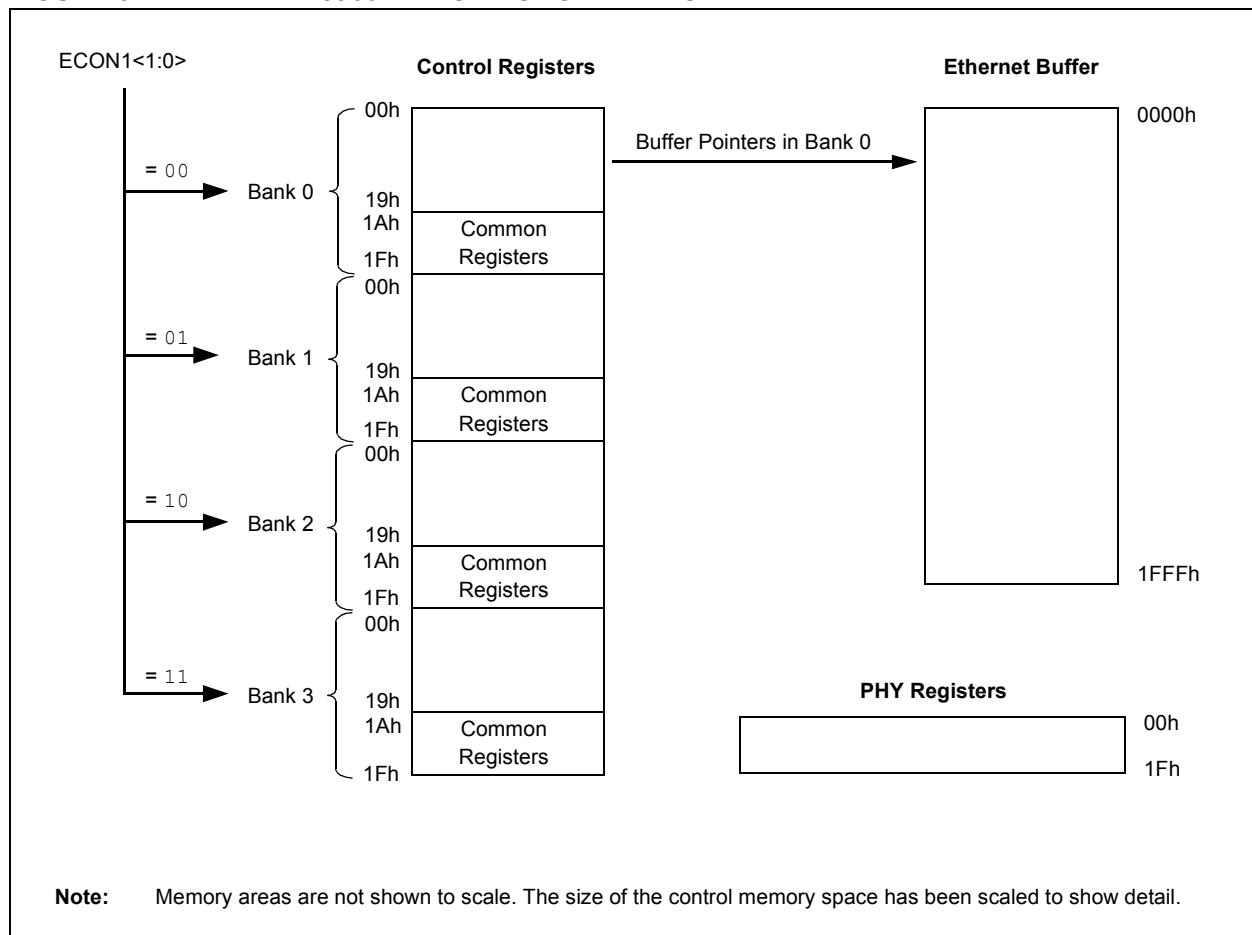 ECON1<1:0>
Control Registers
Ethernet Buffer
00h
0000h
Buffer Pointers in Bank 0
= 00
Bank 0
19h
1Ah
Common
Registers
1Fh
00h
= 01
Bank 1
19h
1Ah
Common
Registers
1Fh
00h
= 10
Bank 2
19h
1Ah
Common
Registers
1Fh
1FFFh
00h
= 11
Bank 3
19h
1Ah
Common
Registers
1Fh
PHY Registers
00h
1Fh
Note: Memory areas are not shown to scale. The size of the control memory space has been scaled to show detail.